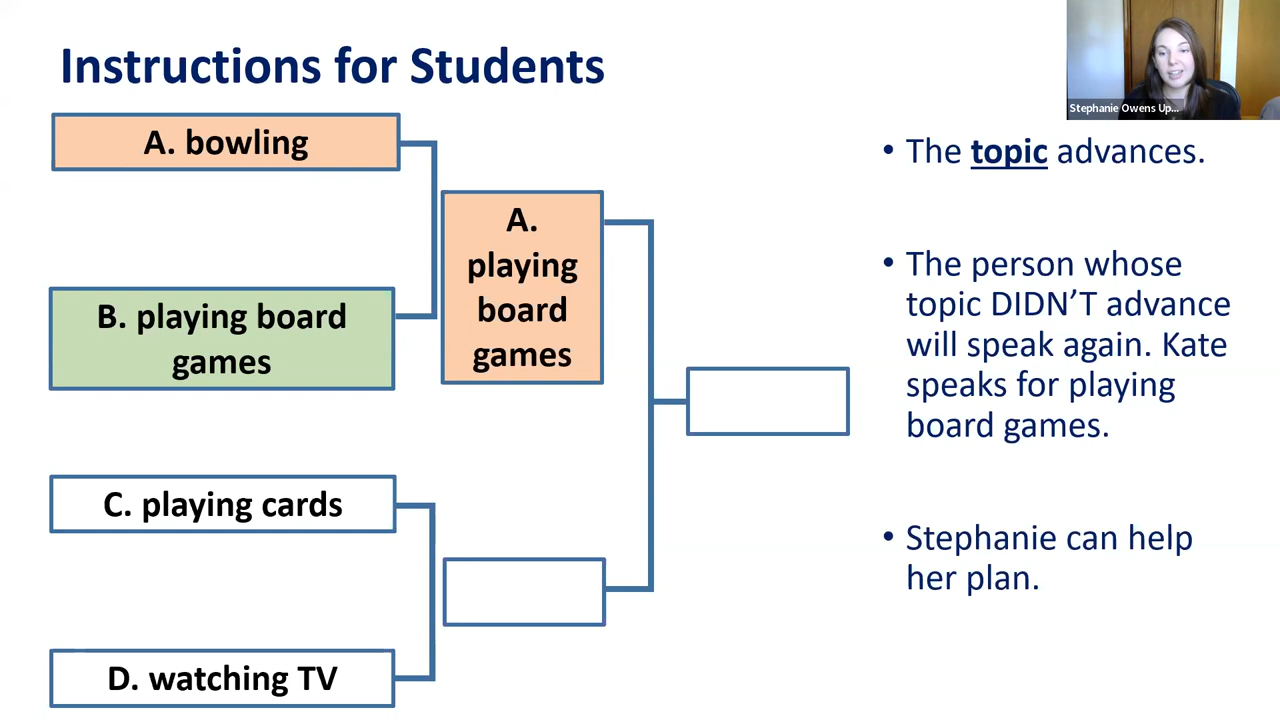 Instructions for Students
Stephanie Owens Up...
A. bowling
B. playing board
games
A.
playing
board
games
C. playing cards
D. watching TV
• The topic advances.
• The person whose
topic DIDN'T advance
will speak again. Kate
speaks for playing
board games.
• Stephanie can help
her plan.